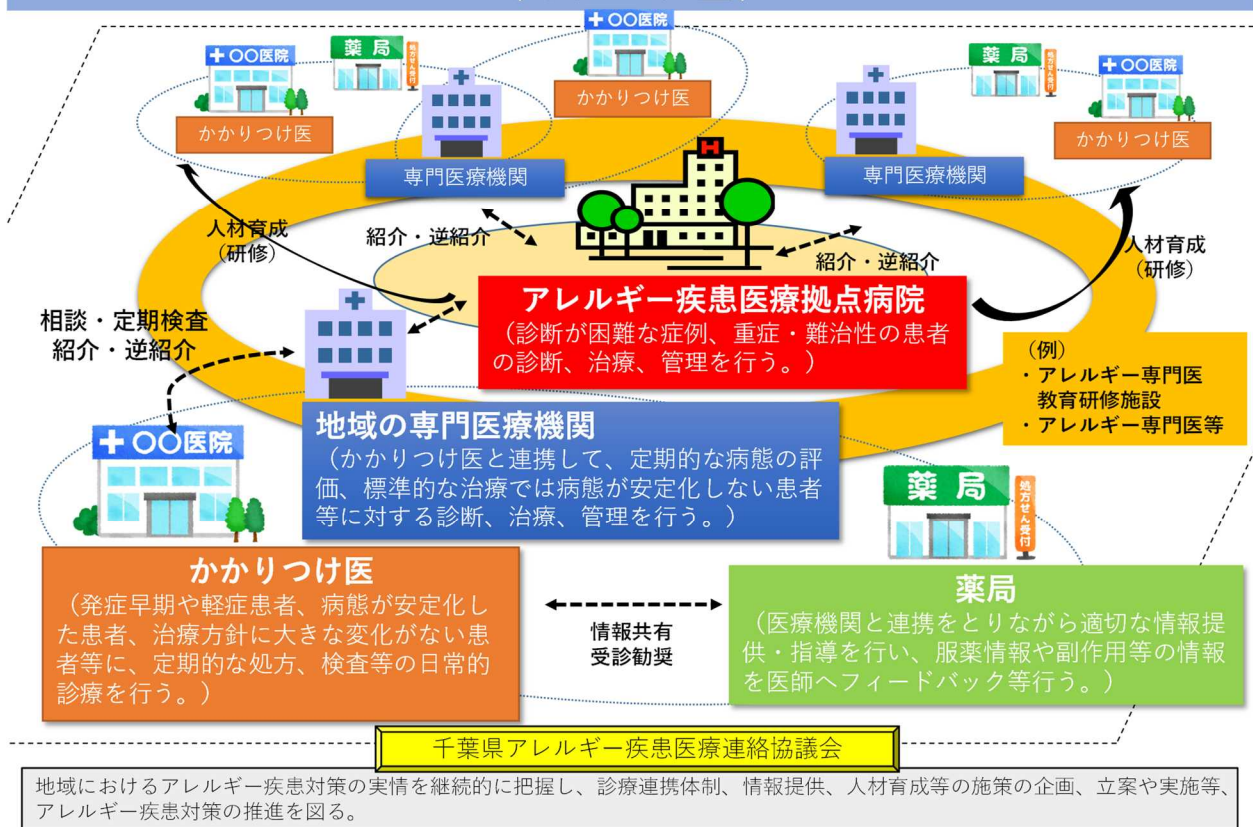 + 〇〇医院
+ 〇〇医院
薬局
処方せん受付
薬局
処方せん受付
+ 〇〇医院
かかりつけ医
かかりつけ医
かかりつけ医
専門医療機関
専門医療機関
人材育成
(研修)
紹介・逆紹介
紹介・逆紹介
人材育成
(研修)
H
アレルギー疾患医療拠点病院
（診断が困難な症例、重症・難治性の患者
の診断、治療、管理を行う。）
相談・定期検査
紹介・逆紹介
（例）
・アレルギー専門医
教育研修施設
・アレルギー専門医等
地域の専門医療機関
（かかりつけ医と連携して、定期的な病態の評
価、標準的な治療では病態が安定化しない患者
等に対する診断、治療、管理を行う。）
+ 〇〇医院
薬局
処方せん受付
かかりつけ医
（発症早期や軽症患者、病態が安定化し
た患者、治療方針に大きな変化がない患
者等に、定期的な処方、検査等の日常的
診療を行う。）
情報共有
受診勧奨
薬局
（医療機関と連携をとりながら適切な情報提
供・指導を行い、服薬情報や副作用等の情報
を医師へフィードバック等行う。）
千葉県アレルギー疾患医療連絡協議会
地域におけるアレルギー疾患対策の実情を継続的に把握し、診療連携体制、情報提供、人材育成等の施策の企画、立案や実施等、
アレルギー疾患対策の推進を図る。